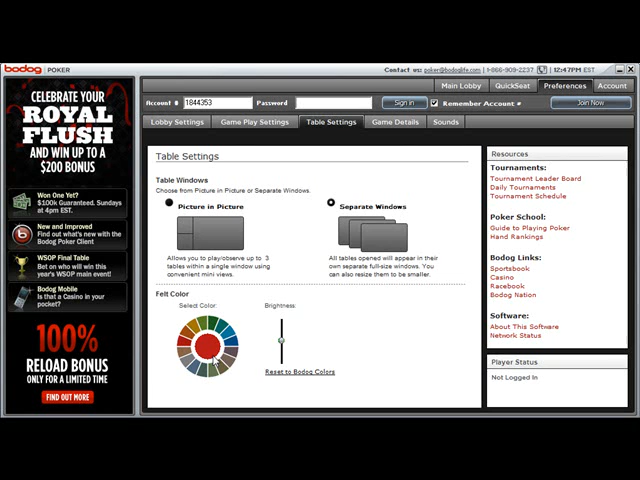 bodog POKER
Contact us: poker@bodoglife.com | 1-866-909-2237
12:47PM EST
CELEBRATE YOUR
ROYAL
FLUSH
AND WIN UP TO A
$200 BONUS
Won One Yet?
$100k Guaranteed. Sundays
at 4pm EST.
New and Improved
Find out what's new with the
Bodog Poker Client
WSOP Final Table
Bet on who will win this
year's WSOP main event!
Bodog Mobile
Is that a Casino in your
pocket?
100%
RELOAD BONUS
ONLY FOR A LIMITED TIME
FIND OUT MORE
Main Lobby QuickSeat Preferences Account
Account # 1844353 Password Sign in Remember Account # Join Now
Lobby Settings Game Play Settings Table Settings Game Details Sounds
Table Settings
Table Windows
Choose from Picture in Picture or Separate Windows.
Picture in Picture
Allows you to play/observe up to 3
tables within a single window using
convenient mini views.
Separate Windows
All tables opened will appear in their
own separate full-size windows. You
can also resize them to be smaller.
Felt Color
Select Color:
Brightness:
Reset to Bodog Colors
Resources
Tournaments:
Tournament Leader Board
Daily Tournaments
Tournament Schedule
Poker School:
Guide to Playing Poker
Hand Rankings
Bodog Links:
Sportsbook
Casino
Racebook
Bodog Nation
Software:
About This Software
Network Status
Player Status
Not Logged In